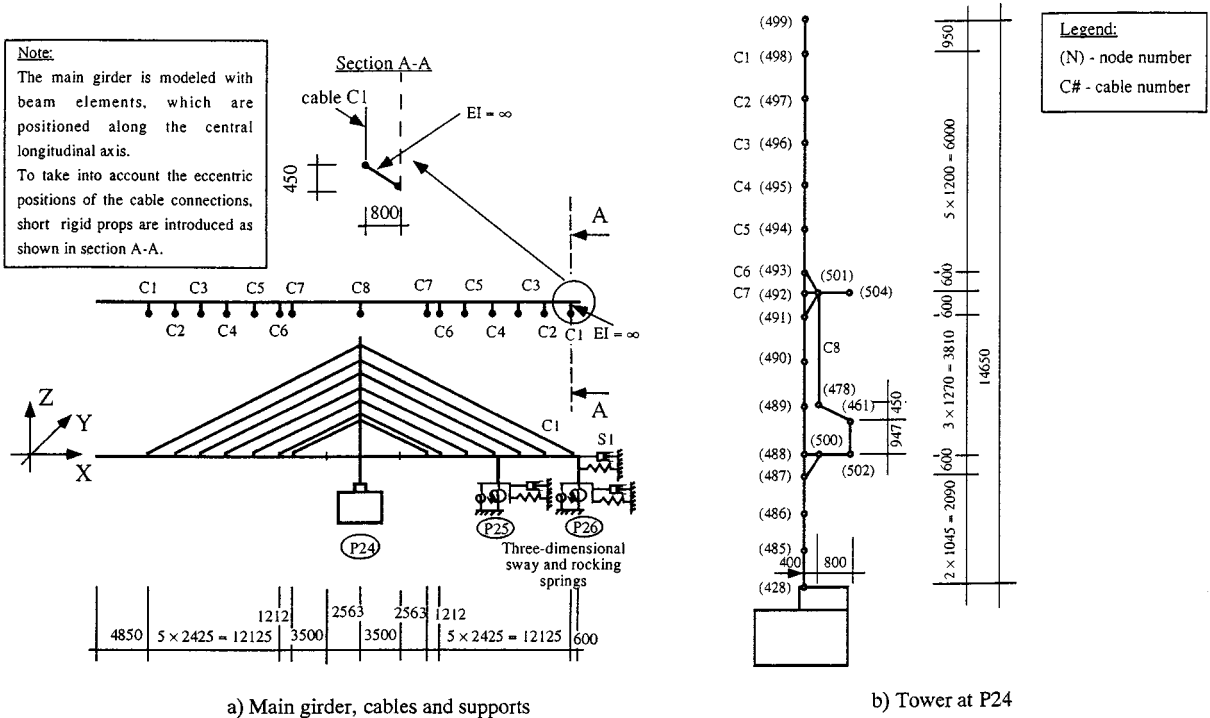 Note:
The main girder is modeled with
beam elements, which are
positioned along the central
longitudinal axis.
To take into account the eccentric
positions of the cable connections,
short rigid props are introduced as
shown in section A-A.
Section A-A
cable C1
EI = ∞
450
800
A
C1 C3 C5 C7 C8 C7 C5 C3
C2 C4 C6 C6 C4 C2 C1 EI = ∞
A
Z
Y
X
C1
S1
P24
P25
P26
Three-dimensional
sway and rocking
springs
1212 2563 2563 1212
4850 5 × 2425 = 12125 3500 3500 5 × 2425 = 12125 600
a) Main girder, cables and supports
(499)
C1 (498)
C2 (497)
C3 (496)
C4 (495)
C5 (494)
C6 (493) (501)
C7 (492) (504)
(491)
(490)
C8
(478)
(489) (461)
(500)
(488) (502)
(487)
(486)
(485)
400 800
(428)
950
5 × 1200 = 6000
600
600
3 × 1270 = 3810
450
947
600
2 × 1045 = 2090
14650
Legend:
(N) - node number
C# - cable number
b) Tower at P24